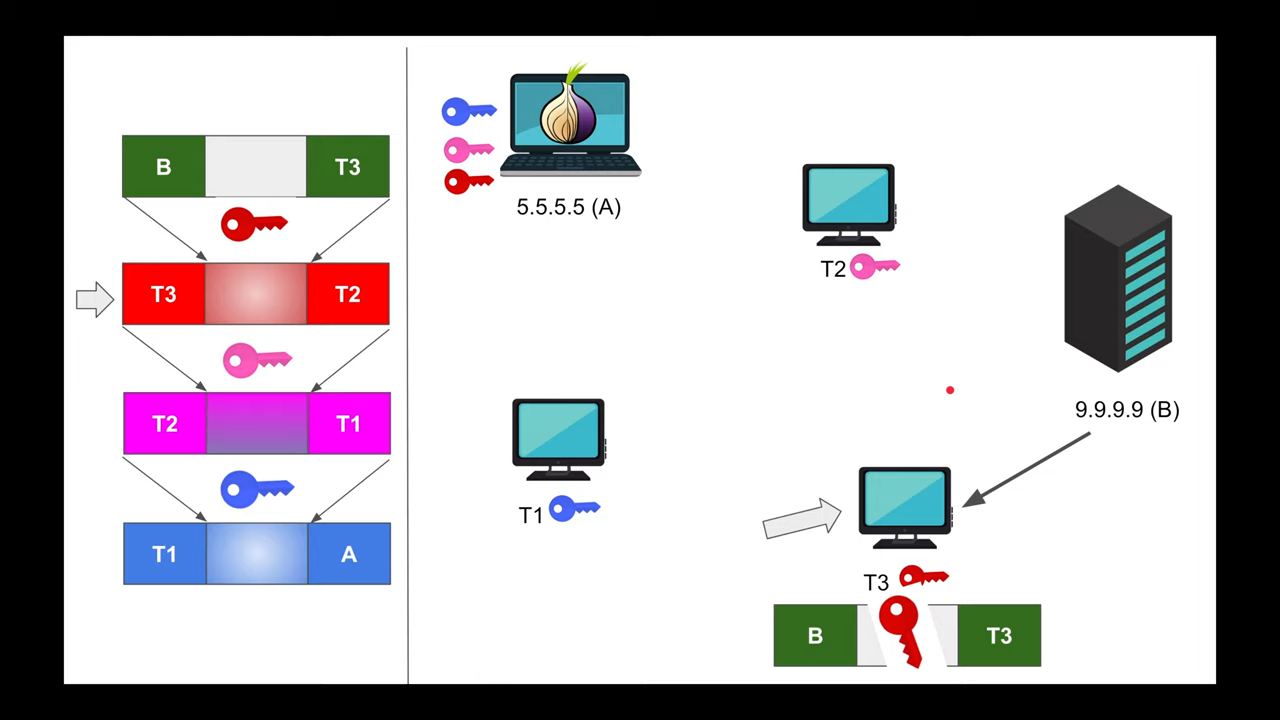 B T3
T3 T2
T2 T1
T1 A
5.5.5.5 (A)
T2
9.9.9.9 (B)
T1
T3
B T3